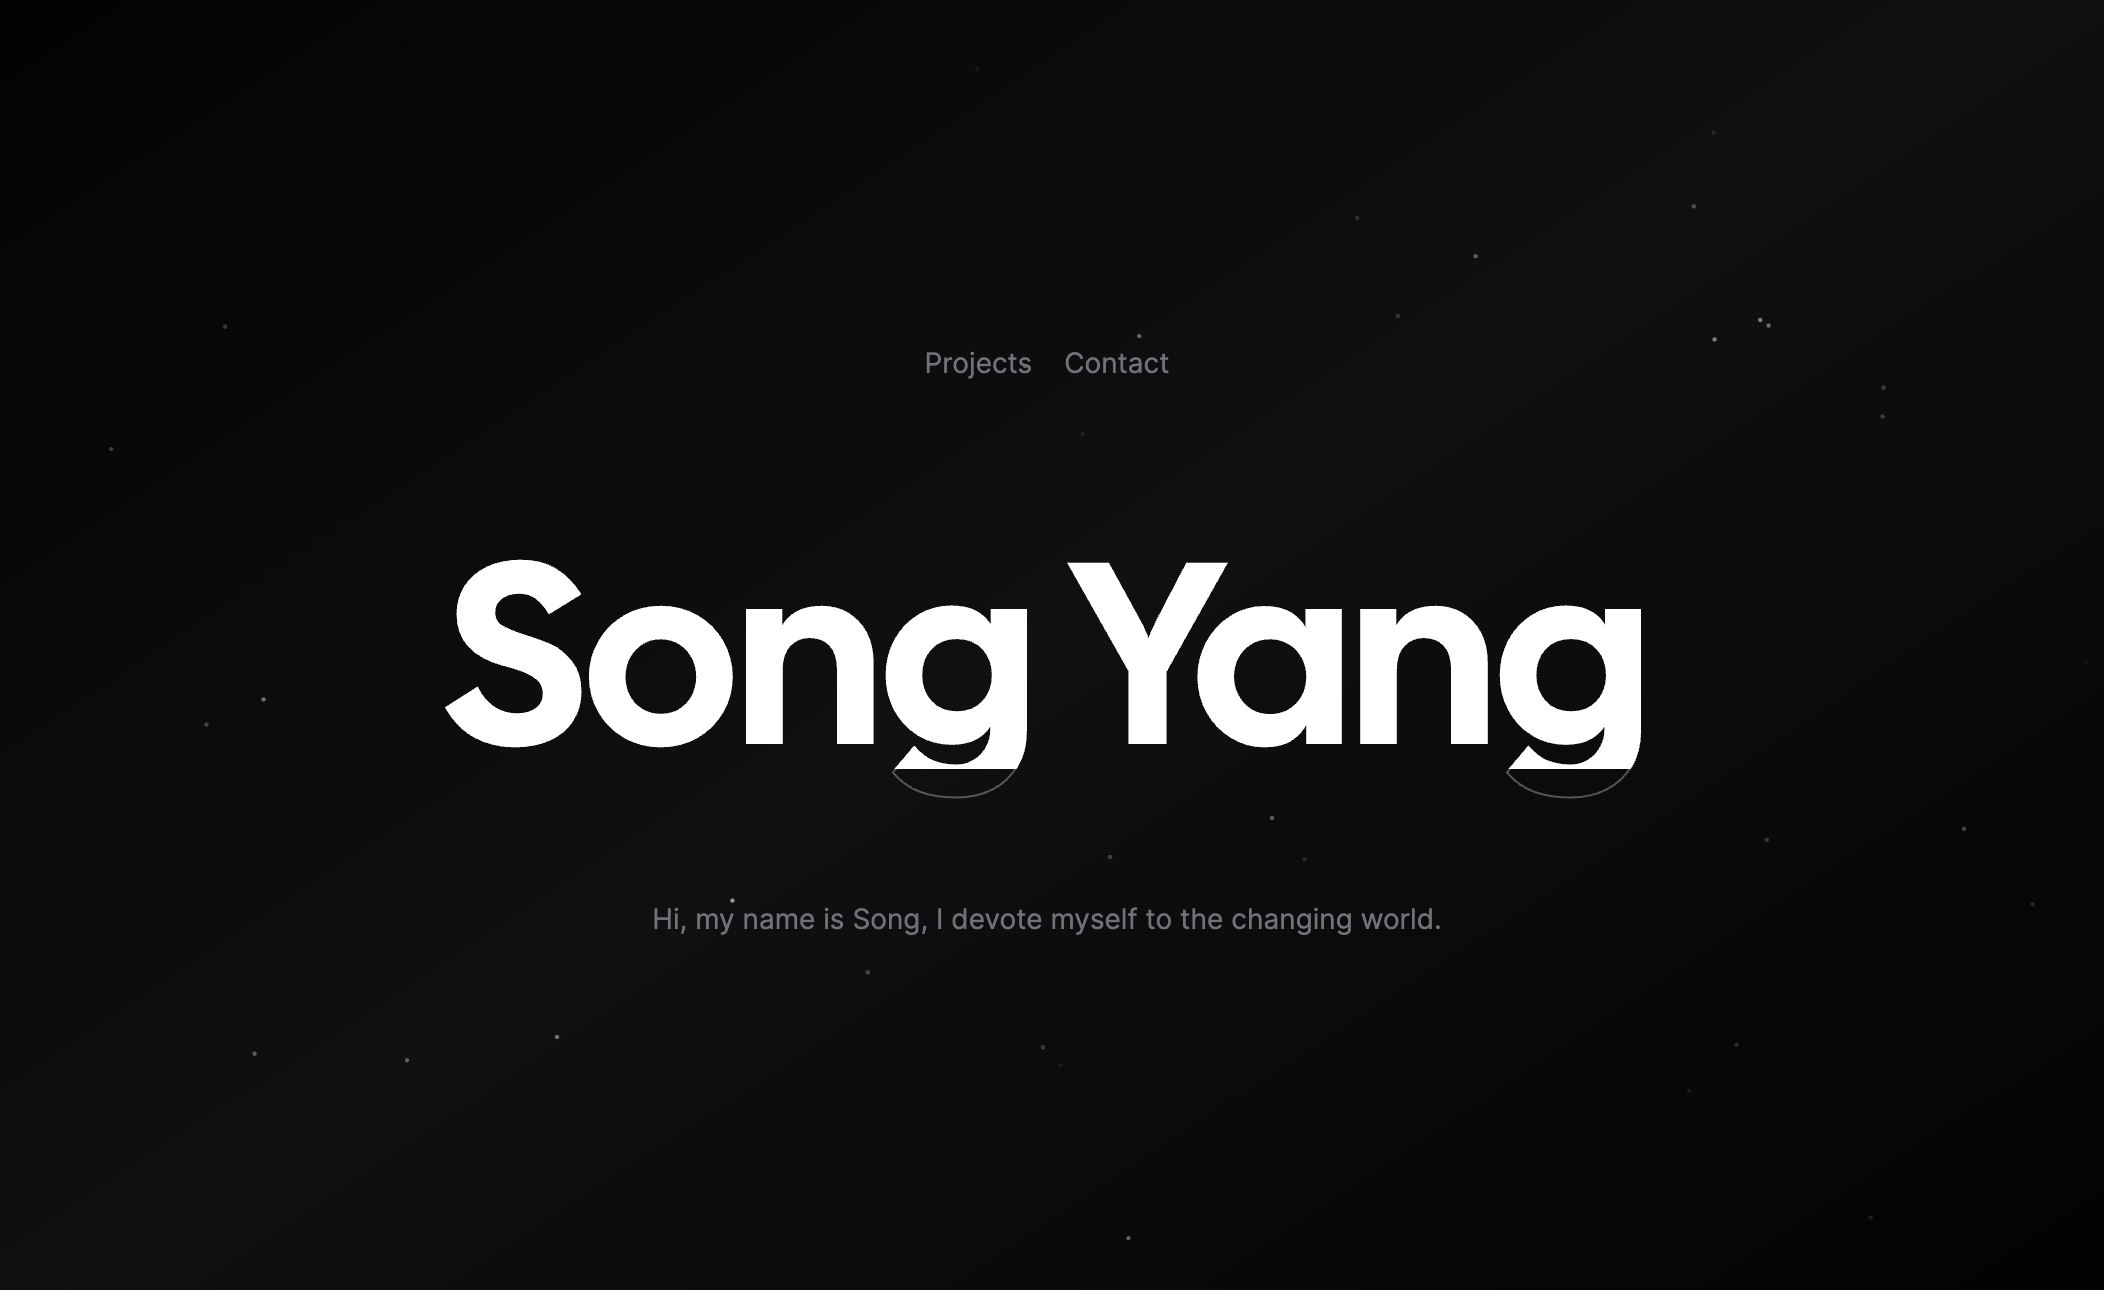 Projects Contact
Song Yang
Hi, my name is Song, I devote myself to the changing world.